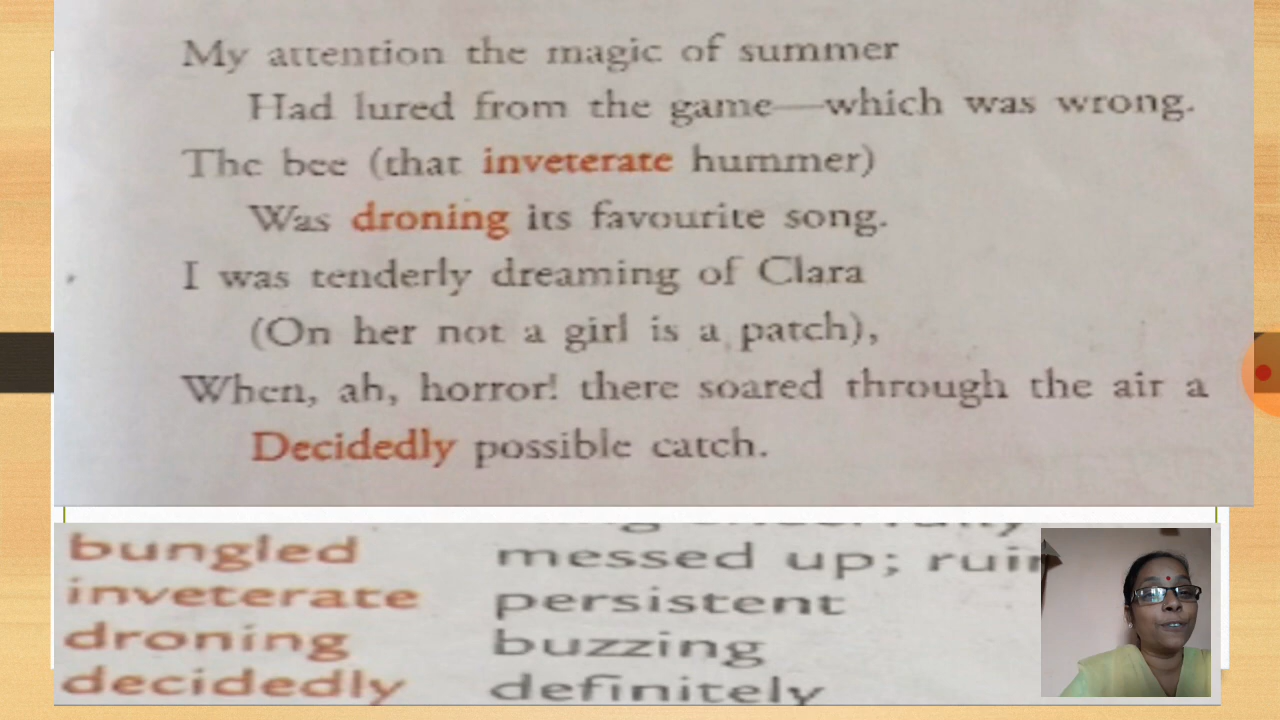 My attention the magic of summer
Had lured from the game—which was wrong.
The bee (that inveterate hummer)
Was droning its favourite song.
I was tenderly dreaming of Clara
(On her not a girl is a patch),
When, ah, horror! there soared through the air a
Decidedly possible catch.
bungled messed up;
inveterate persistent
droning buzzing
decidedly definitely